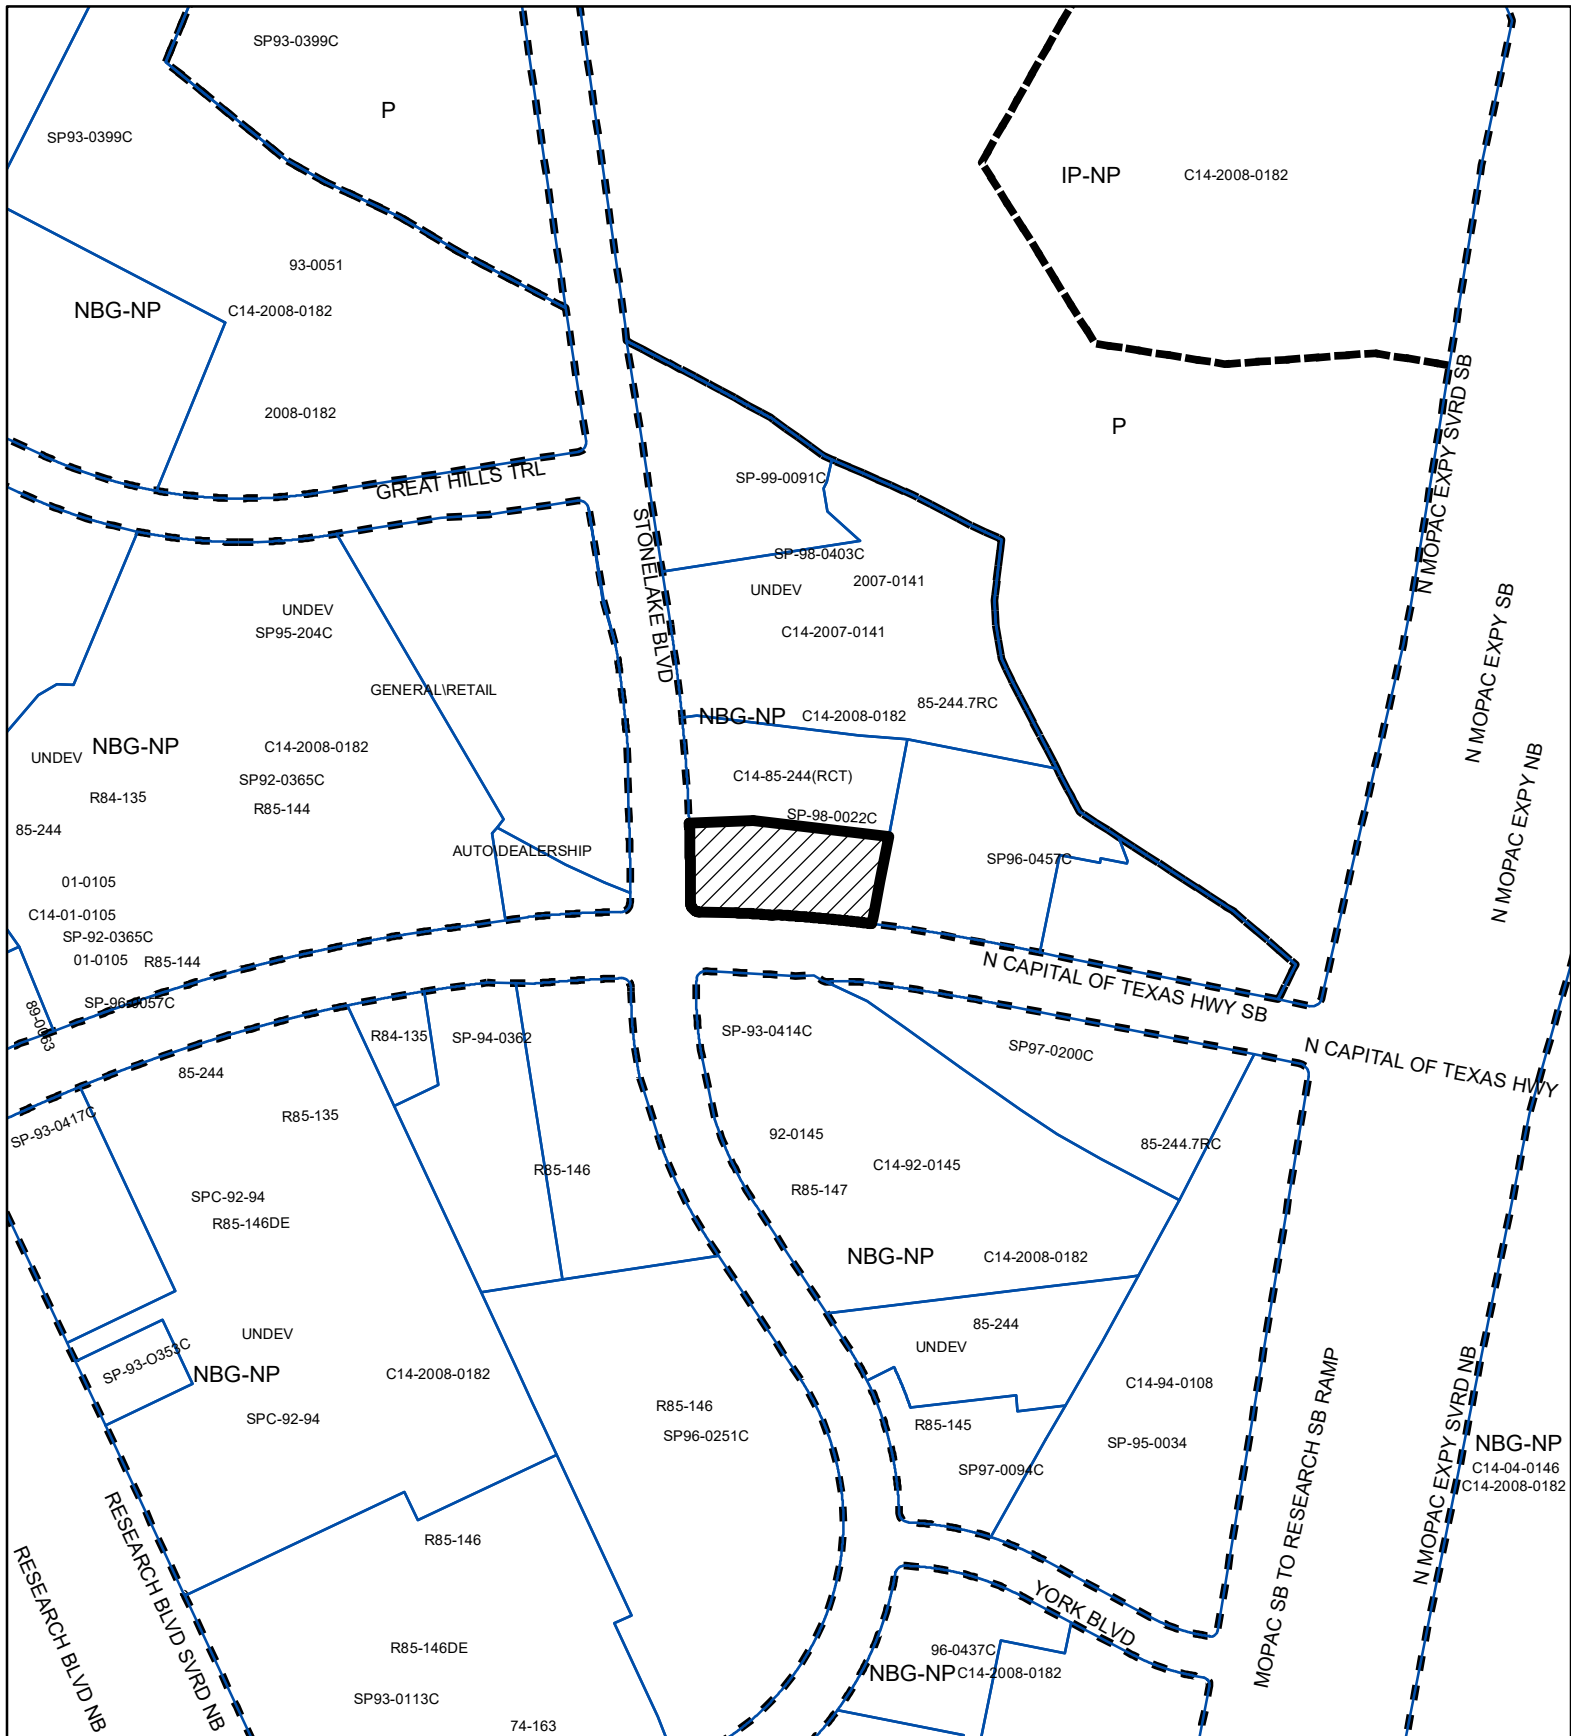 SP93-0399C
P
SP93-0399C
IP-NP
C14-2008-0182
93-0051
NBG-NP
C14-2008-0182
2008-0182
P
N MOPAC EXPY SVRD SB
GREAT HILLS TRL
SP-99-0091C
STONELAKE BLVD
SP-98-0403C
UNDEV
2007-0141
C14-2007-0141
UNDEV
SP95-204C
GENERAL\RETAIL
N MOPAC EXPY SB
85-244.7RC
NBG-NP
C14-2008-0182
NBG-NP
C14-2008-0182
UNDEV
SP92-0365C
C14-85-244(RCT)
R84-135
R85-144
SP-98-0022C
85-244
N MOPAC EXPY NB
AUTO\DEALERSHIP
SP96-0457C
01-0105
C14-01-0105
SP-92-0365C
01-0105
R85-144
N CAPITAL OF TEXAS HWY SB
SP-96-0057C
89-0063
R84-135
SP-94-0362
SP-93-0414C
SP97-0200C
N CAPITAL OF TEXAS HWY
85-244
SP-93-0417C
R85-135
92-0145
85-244.7RC
R85-146
C14-92-0145
R85-147
SPC-92-94
R85-146DE
NBG-NP
C14-2008-0182
85-244
UNDEV
UNDEV
SP-93-O353C
NBG-NP
C14-2008-0182
C14-94-0108
R85-146
SPC-92-94
R85-145
SP96-0251C
SP-95-0034
NBG-NP
C14-04-0146
C14-2008-0182
SP97-0094C
MOPAC SB TO RESEARCH SB RAMP
N MOPAC EXPY SVRD NB
R85-146
RESEARCH BLVD NB
RESEARCH BLVD SVRD NB
YORK BLVD
R85-146DE
96-0437C
NBG-NP
C14-2008-0182
SP93-0113C
74-163